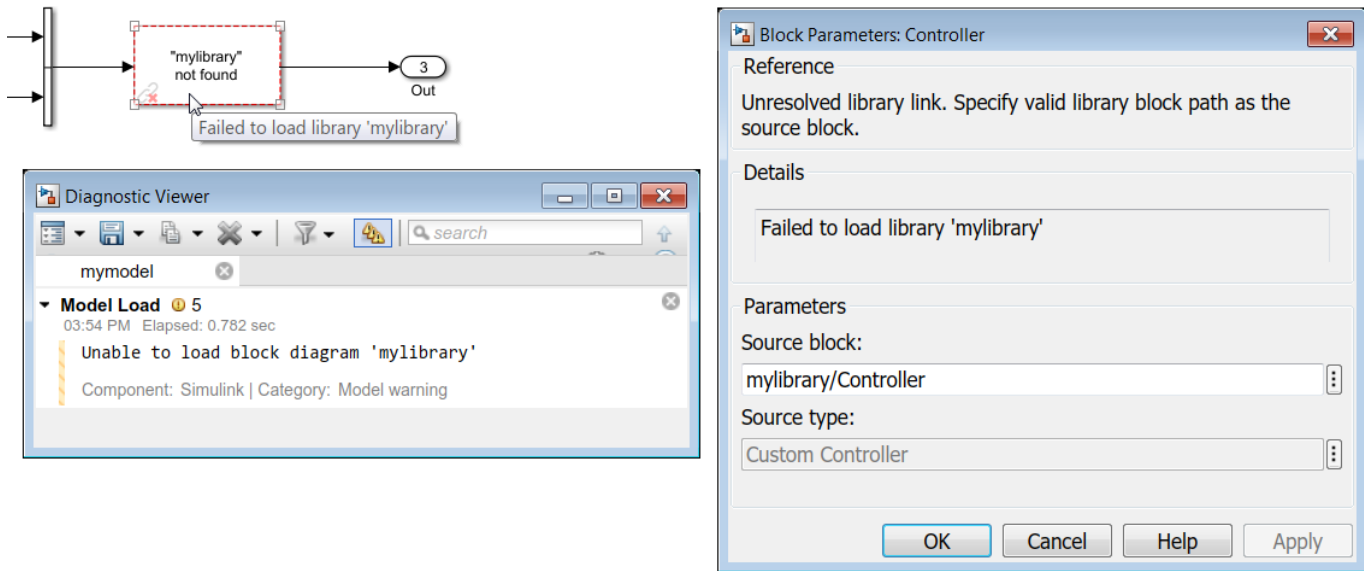 "mylibrary"
not found
3
Out
Failed to load library 'mylibrary'
Diagnostic Viewer
search
mymodel
Model Load 5
03:54 PM Elapsed: 0.782 sec
Unable to load block diagram 'mylibrary'
Component: Simulink | Category: Model warning
Block Parameters: Controller
Reference
Unresolved library link. Specify valid library block path as the
source block.
Details
Failed to load library 'mylibrary'
Parameters
Source block:
mylibrary/Controller
Source type:
Custom Controller
OK Cancel Help Apply